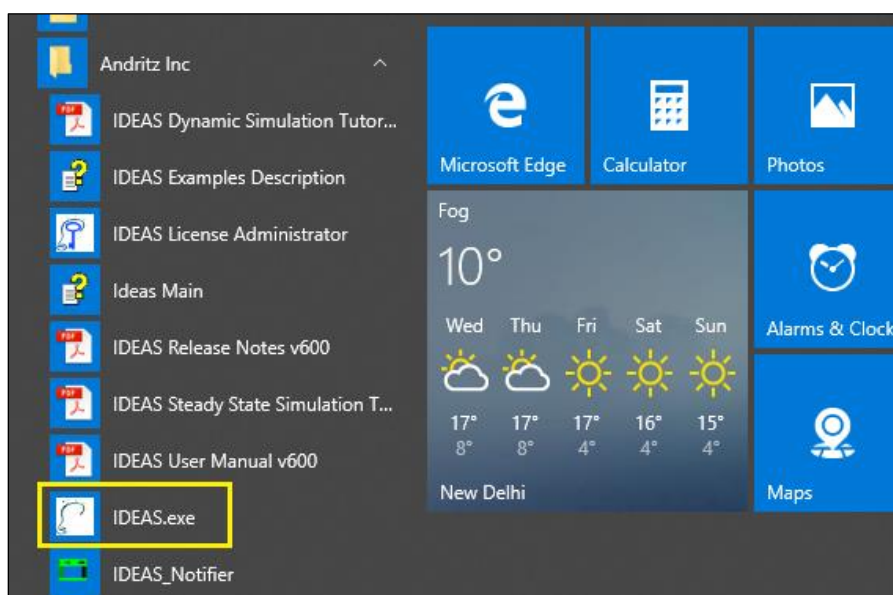 Andritz Inc
IDEAS Dynamic Simulation Tutor...
IDEAS Examples Description
IDEAS License Administrator
Ideas Main
IDEAS Release Notes v600
IDEAS Steady State Simulation T...
IDEAS User Manual v600
IDEAS.exe
IDEAS_Notifier
Microsoft Edge
Calculator
Photos
Fog
10°
Wed Thu Fri Sat Sun
17° 17° 17° 16° 15°
8° 8° 4° 4° 4°
New Delhi
Alarms & Clock
Maps